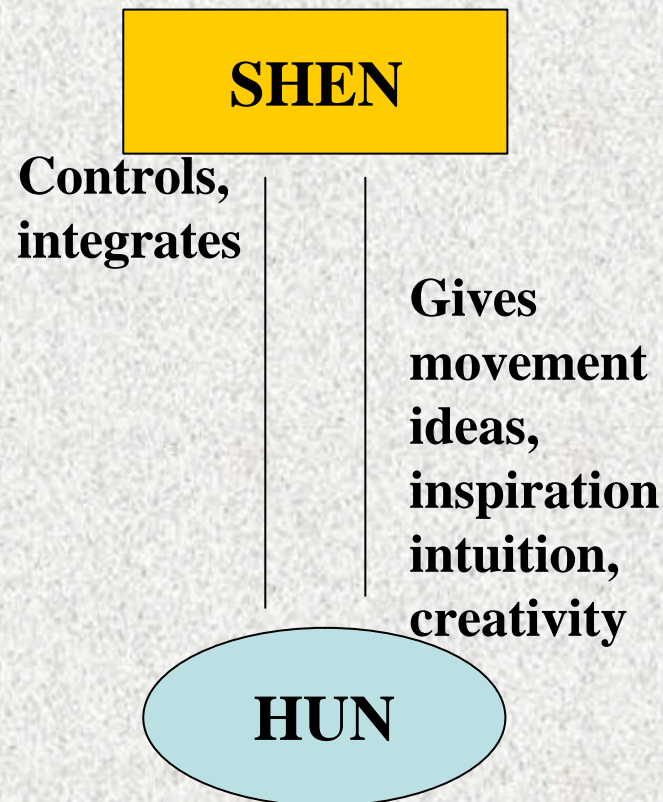 SHEN
Controls,
integrates
Gives
movement
ideas,
inspiration
intuition,
creativity
HUN